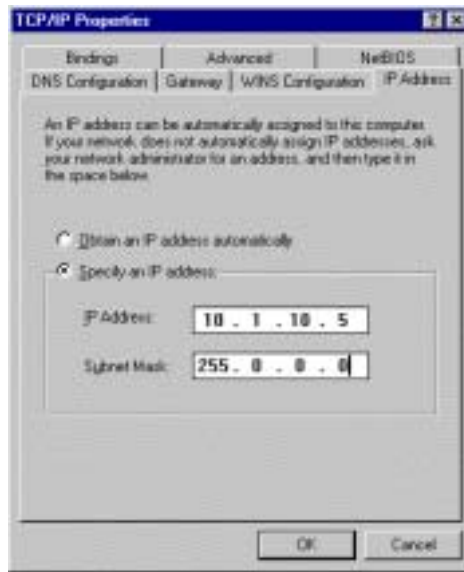 TCP/IP Properties
? ×
Bindings Advanced NetBIOS
DNS Configuration Gateway WINS Configuration IP Address
An IP address can be automatically assigned to this computer.
If your network does not automatically assign IP addresses, ask
your network administrator for an address, and then type it in
the space below.
Obtain an IP address automatically
Specify an IP address:
IP Address: 10 . 1 . 10 . 5
Subnet Mask: 255 . 0 . 0 . 0
OK Cancel